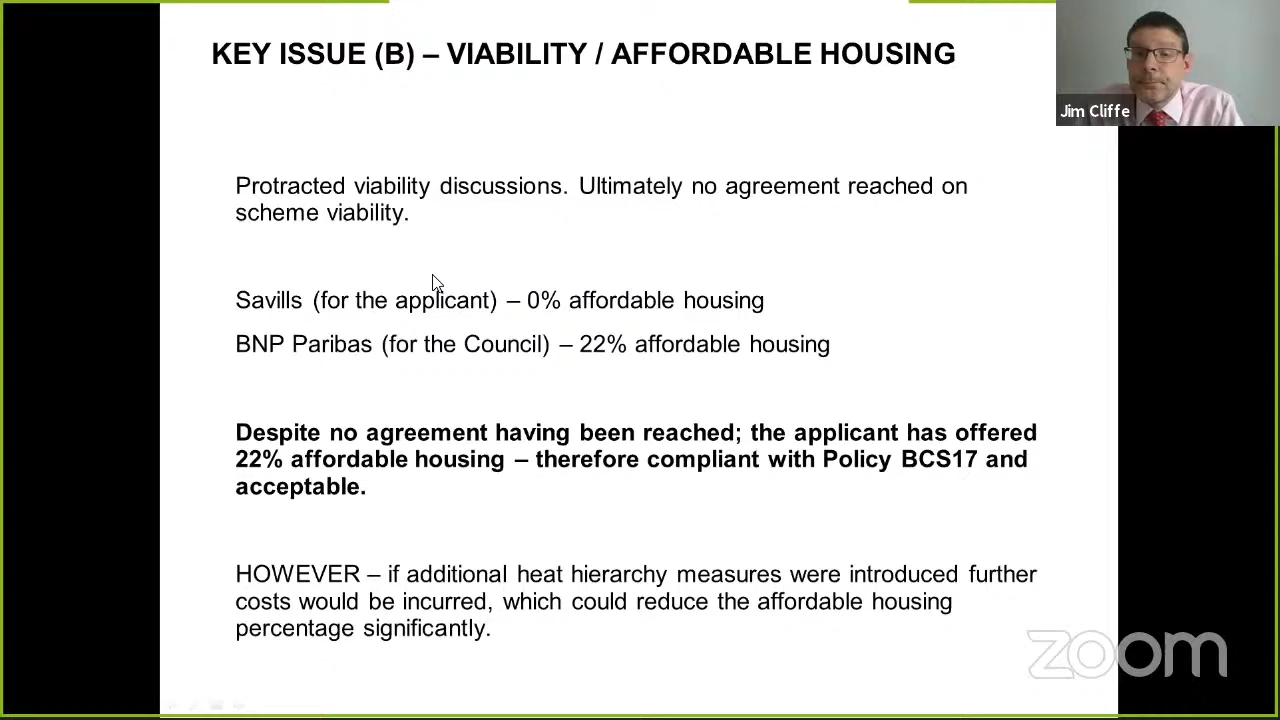 KEY ISSUE (B) – VIABILITY / AFFORDABLE HOUSING
Jim Cliffe
Protracted viability discussions. Ultimately no agreement reached on
scheme viability.
Savills (for the applicant) – 0% affordable housing
BNP Paribas (for the Council) – 22% affordable housing
Despite no agreement having been reached; the applicant has offered
22% affordable housing – therefore compliant with Policy BCS17 and
acceptable.
HOWEVER – if additional heat hierarchy measures were introduced further
costs would be incurred, which could reduce the affordable housing
percentage significantly.
zoom